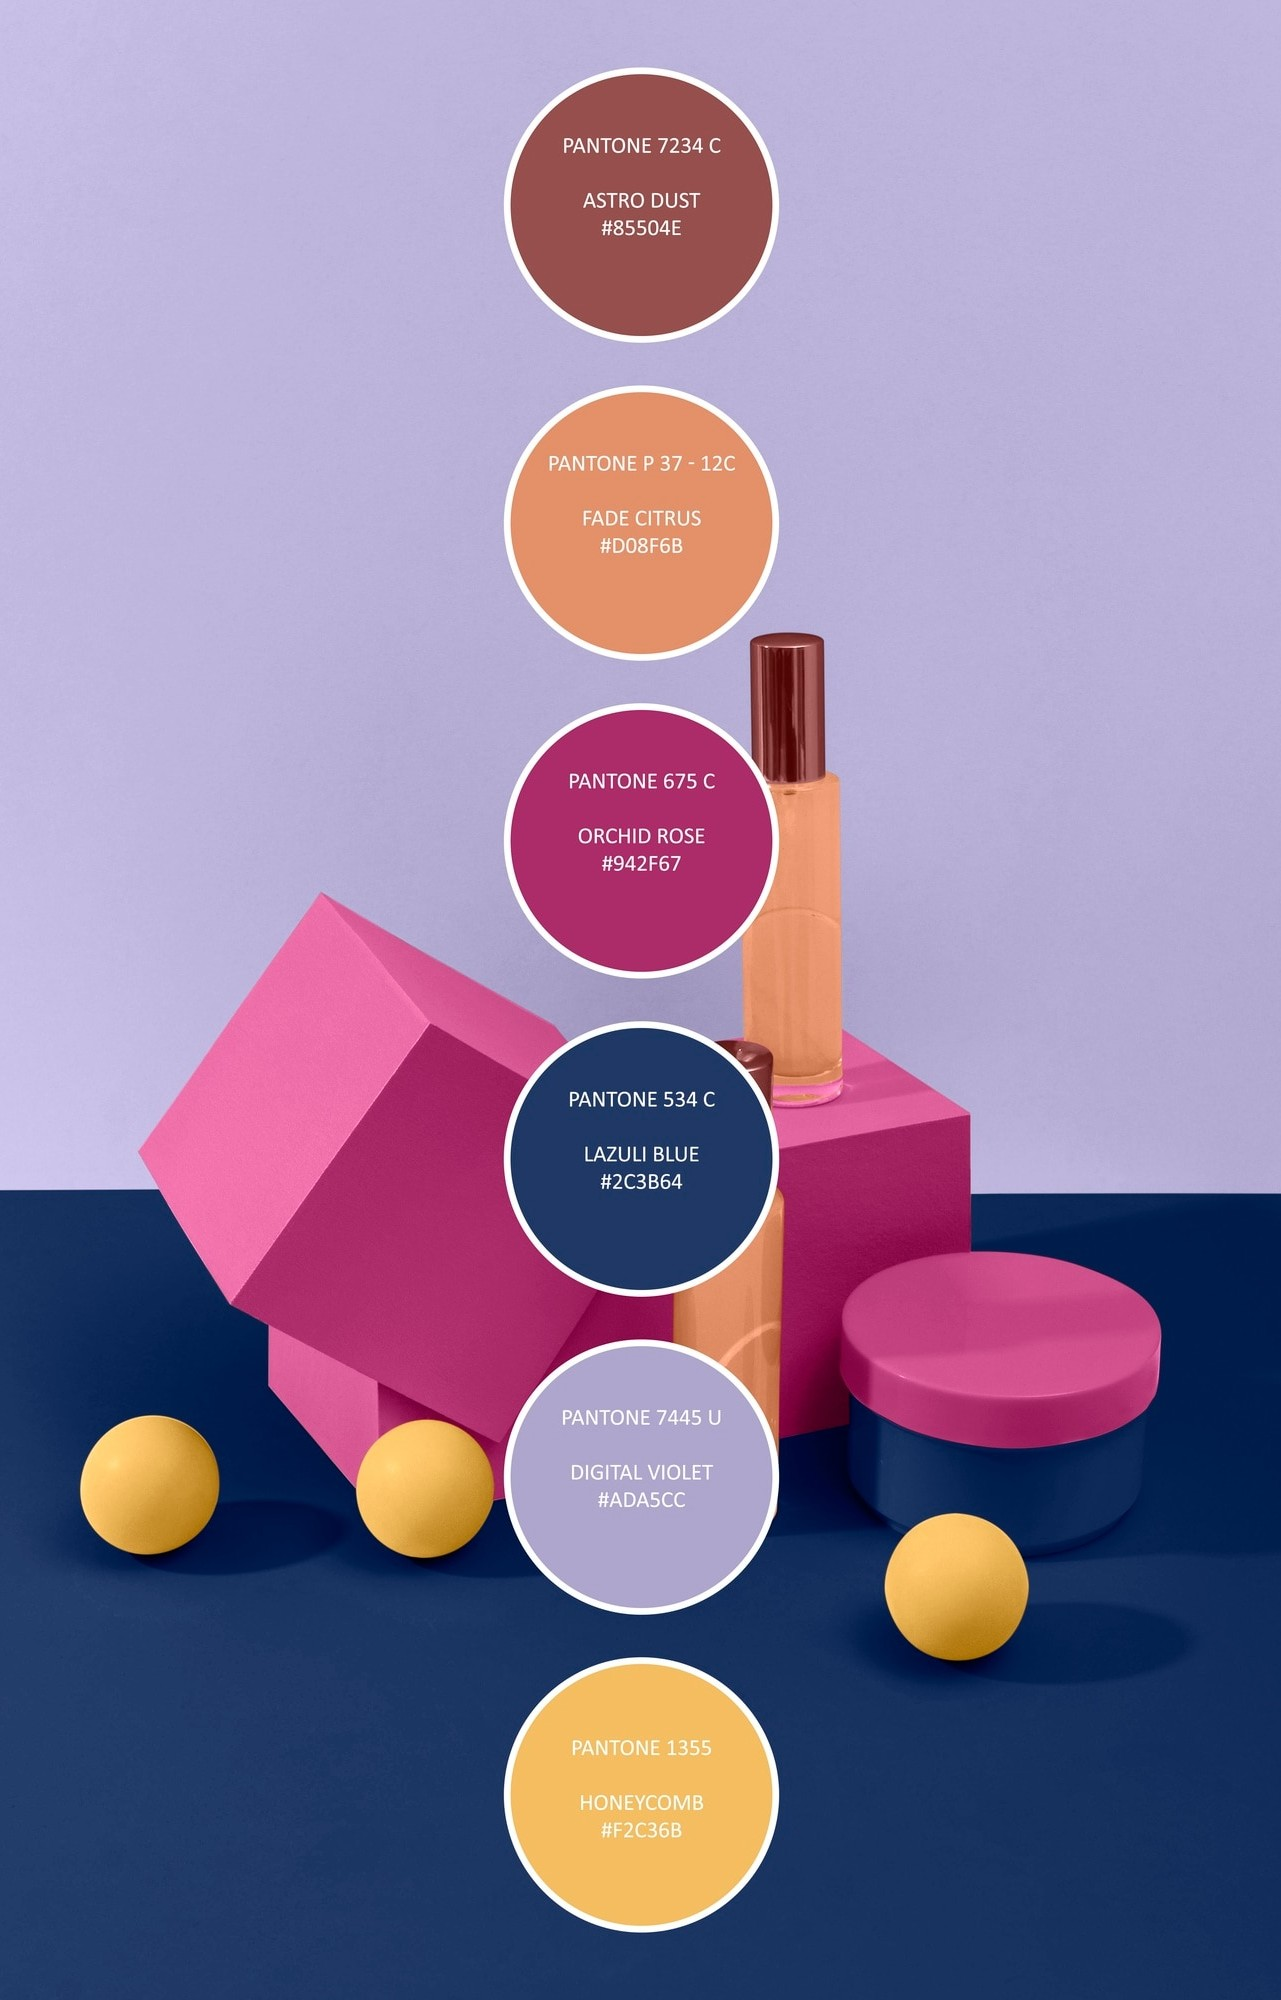 PANTONE 7234 C
ASTRO DUST
#85504E
PANTONE P 37 - 12C
FADE CITRUS
#D08F6B
PANTONE 675 C
ORCHID ROSE
#942F67
PANTONE 534 C
LAZULI BLUE
#2C3B64
PANTONE 7445 U
DIGITAL VIOLET
#ADA5CC
PANTONE 1355
HONEYCOMB
#F2C36B